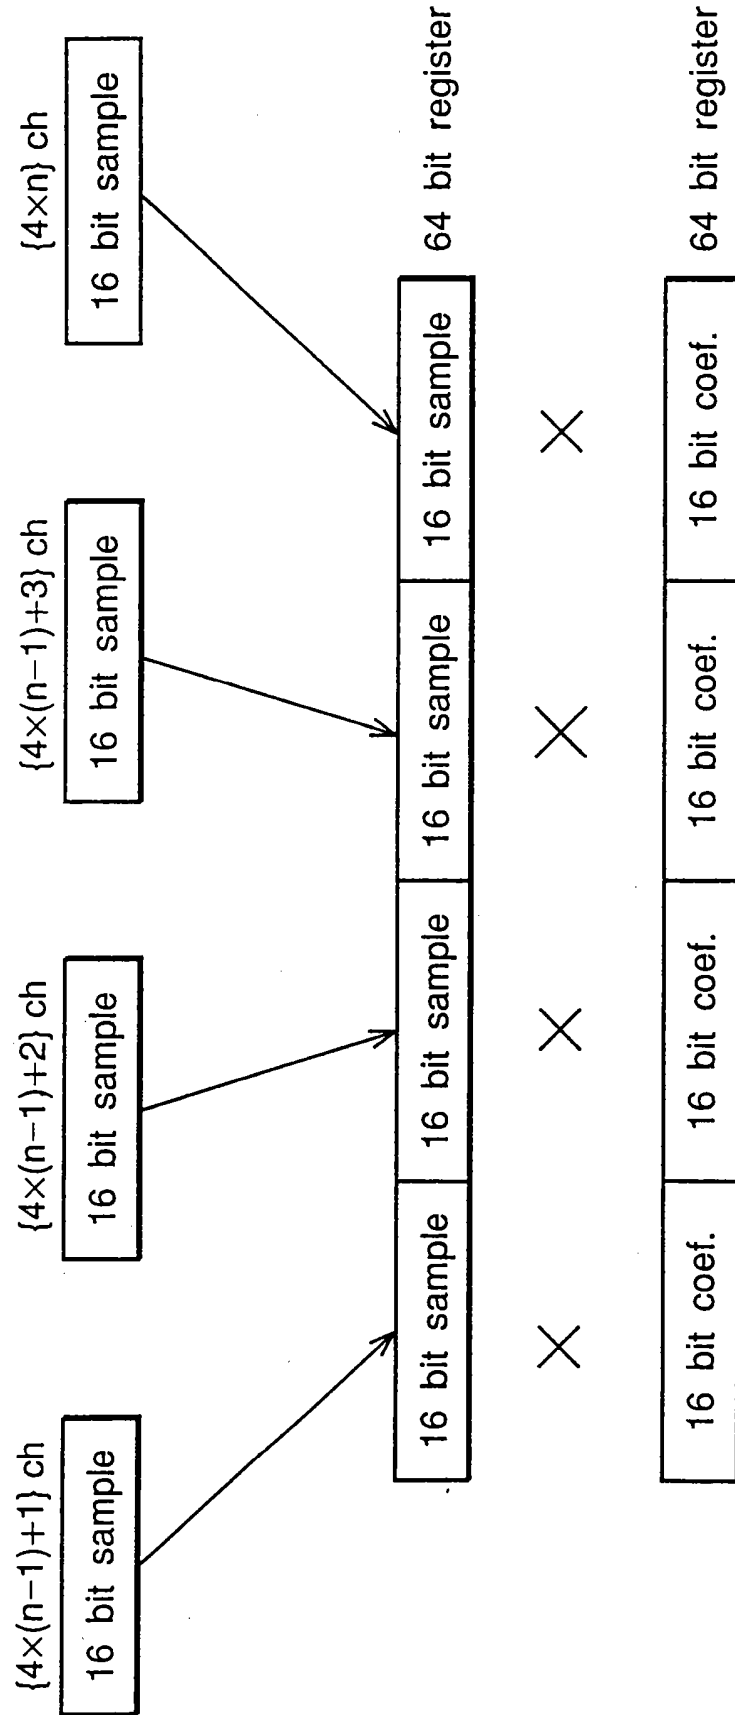 {4×(n−1)+1} ch {4×(n−1)+2} ch {4×(n−1)+3} ch {4×n} ch
16 bit sample 16 bit sample 16 bit sample 16 bit sample
16 bit sample 16 bit sample 16 bit sample 16 bit sample 64 bit register
× × × ×
16 bit coef. 16 bit coef. 16 bit coef. 16 bit coef. 64 bit register